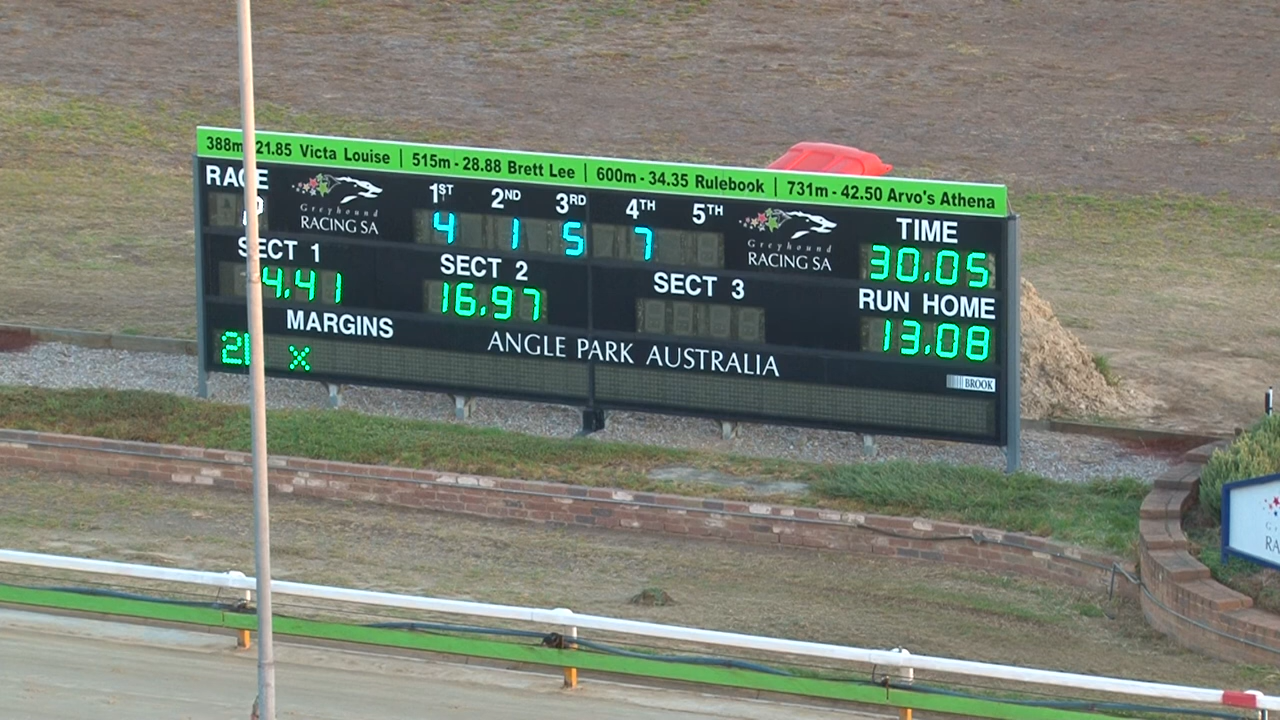 388m 21.85 Victa Louise | 515m - 28.88 Brett Lee | 600m - 34.35 Rulebook | 731m - 42.50 Arvo's Athena
RACE
Greyhound
RACING SA
1ST 2ND 3RD 4TH 5TH
4 1 5 7
Greyhound
RACING SA
TIME
30.05
SECT 1
4.41
SECT 2
16.97
SECT 3
RUN HOME
13.08
MARGINS
ANGLE PARK AUSTRALIA
x
BROOK
RA